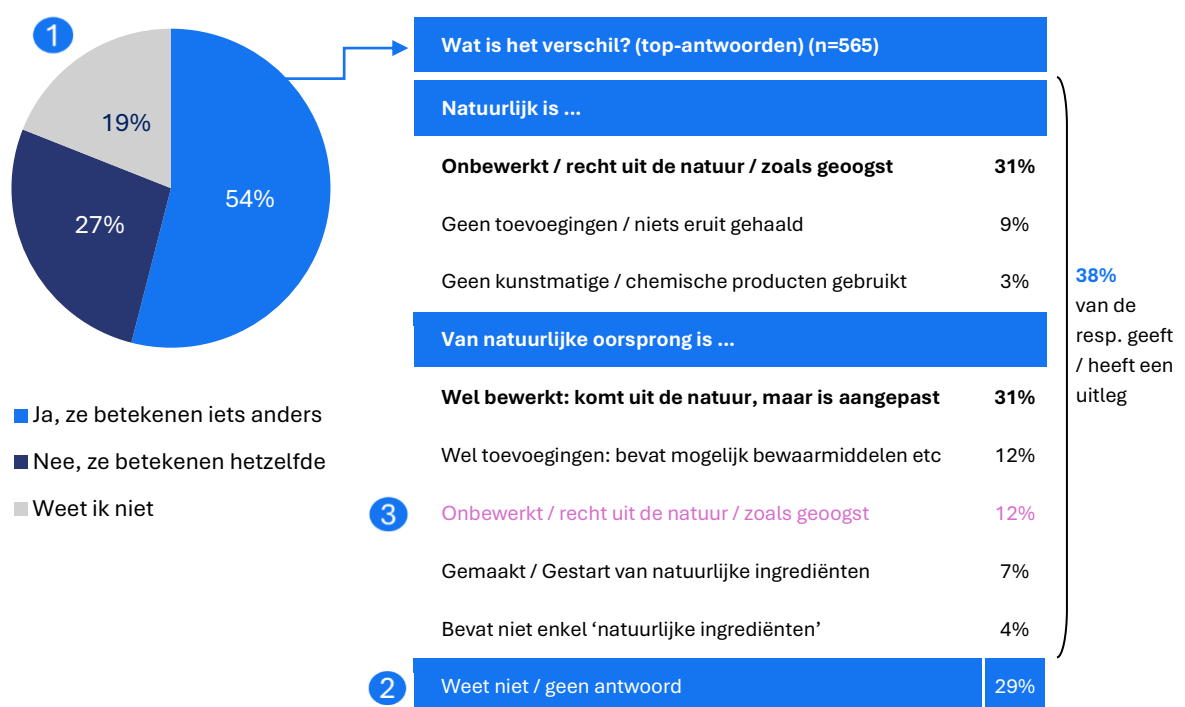 1
19%
54%
27%
Ja, ze betekenen iets anders
Nee, ze betekenen hetzelfde
Weet ik niet
Wat is het verschil? (top-antwoorden) (n=565)
Natuurlijk is ...
Onbewerkt / recht uit de natuur / zoals geoogst 31%
Geen toevoegingen / niets eruit gehaald 9%
Geen kunstmatige / chemische producten gebruikt 3%
Van natuurlijke oorsprong is ...
Wel bewerkt: komt uit de natuur, maar is aangepast 31%
Wel toevoegingen: bevat mogelijk bewaarmiddelen etc 12%
3 Onbewerkt / recht uit de natuur / zoals geoogst 12%
Gemaakt / Gestart van natuurlijke ingrediënten 7%
Bevat niet enkel ‘natuurlijke ingrediënten’ 4%
2 Weet niet / geen antwoord 29%
38%
van de
resp. geeft
/ heeft een
uitleg